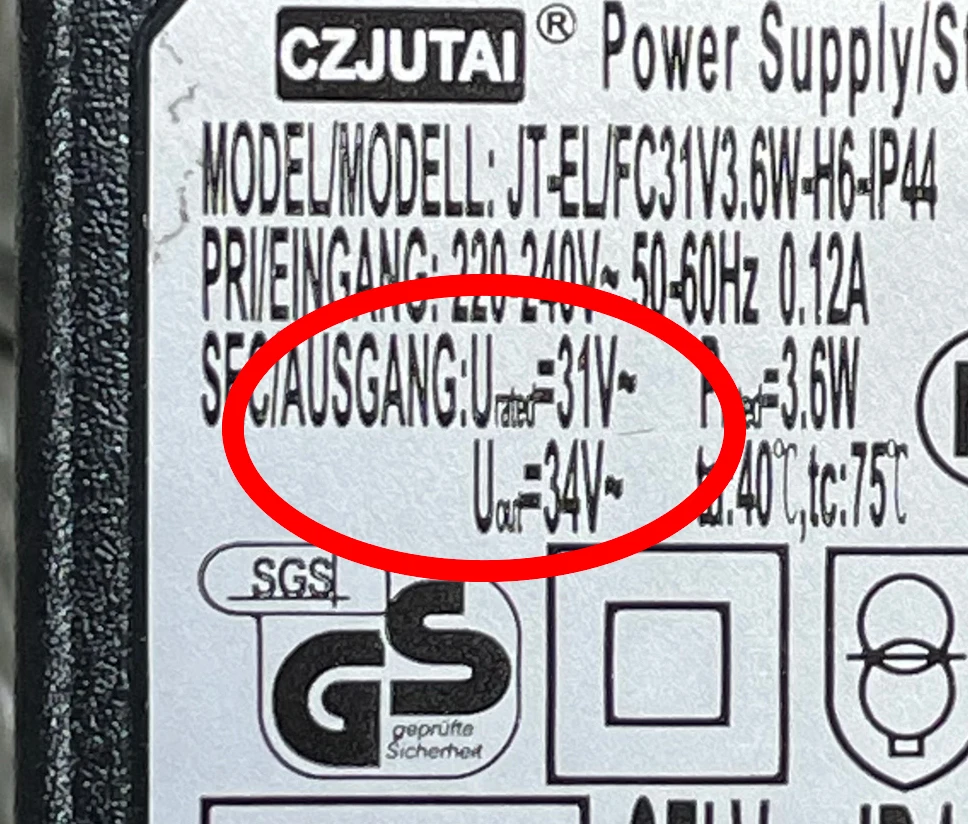 CZJUTAI ® Power Supply/S
MODEL/MODELL: JT-EL/FC31V3.6W-H6-IP44
PRI/EINGANG: 220-240V~ 50-60Hz 0.12A
SEC/AUSGANG:Urated=31V~ Prated=3.6W
Uout=34V~ ta:40℃,tc:75℃
SGS
GS
geprüfte
Sicherheit